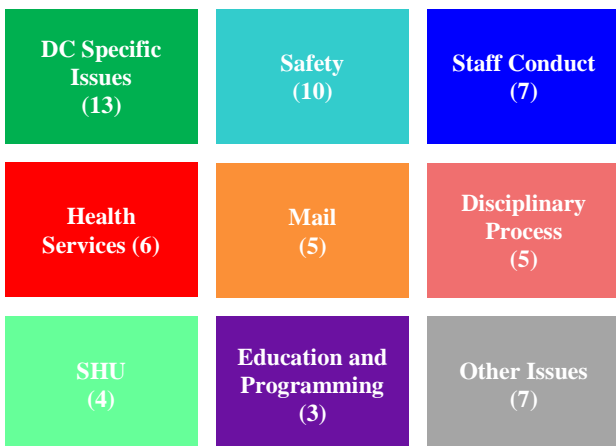 DC Specific
Issues
(13)
Safety
(10)
Staff Conduct
(7)
Health
Services (6)
Mail
(5)
Disciplinary
Process
(5)
SHU
(4)
Education and
Programming
(3)
Other Issues
(7)